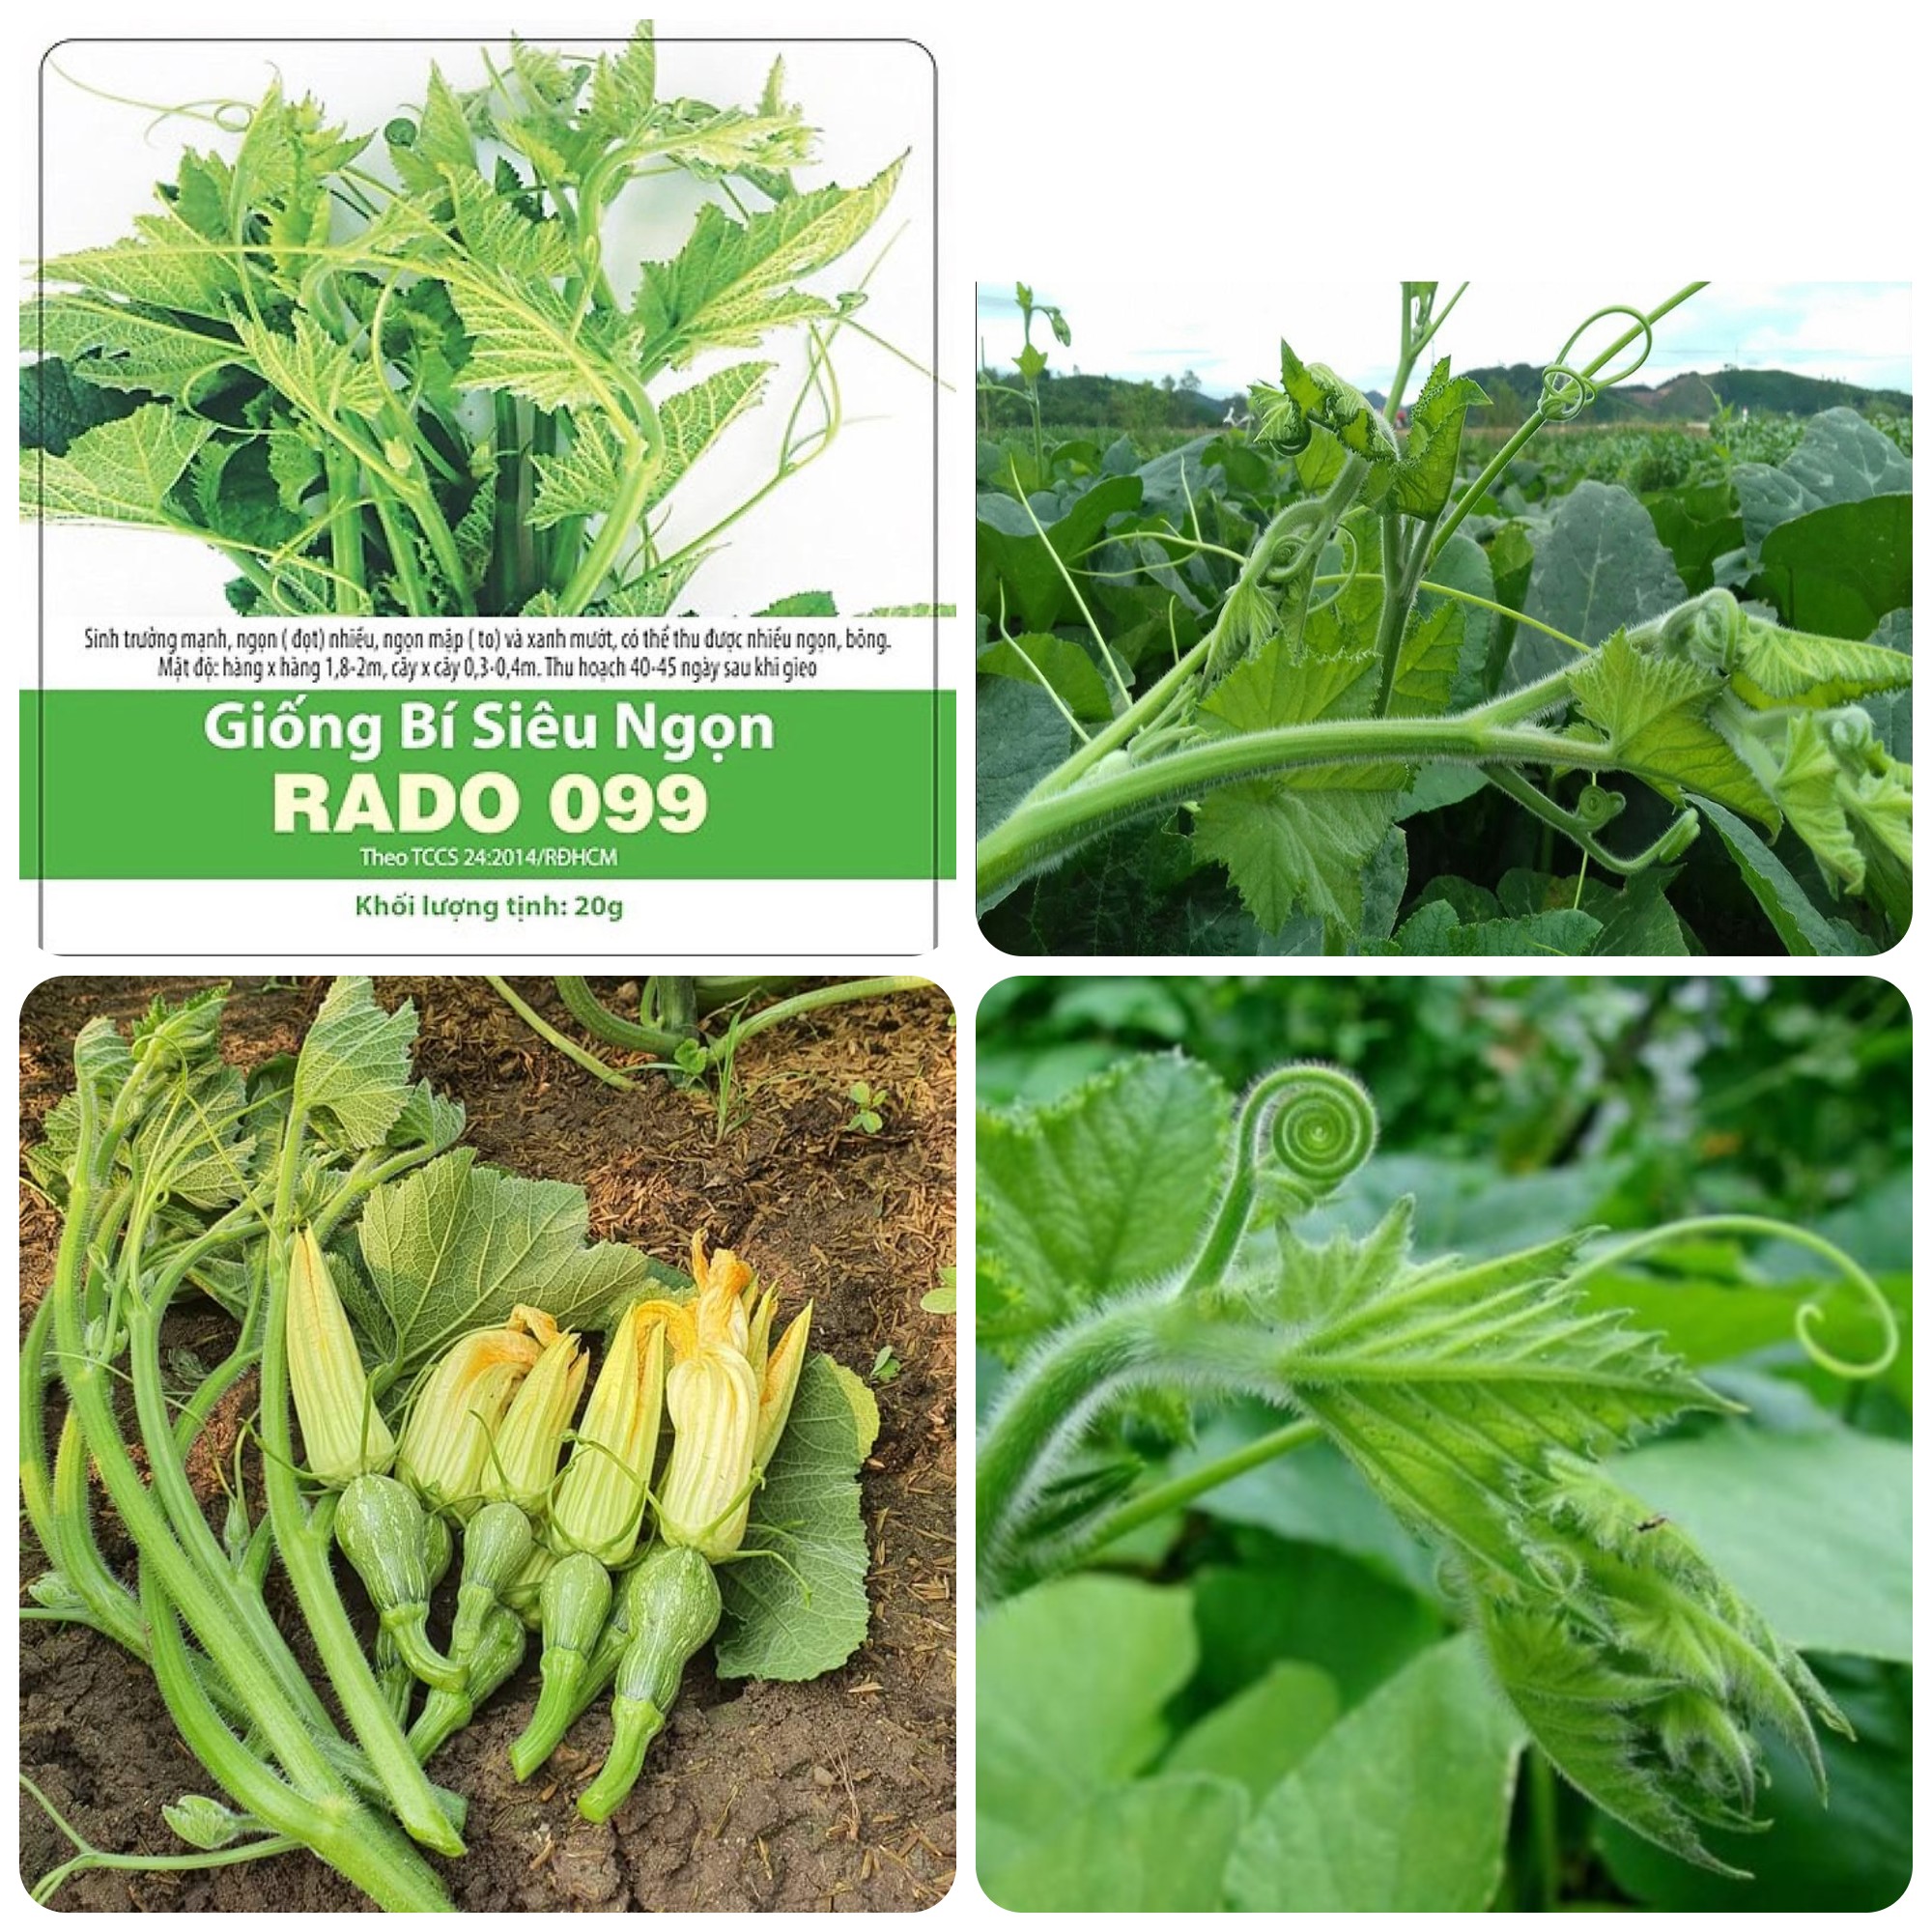 Sinh trưởng mạnh, ngọn ( đọt) nhiều, ngọn mập ( to) và xanh mướt, có thể thu được nhiều ngọn, bông.
Mật độ: hàng x hàng 1,8-2m, cây x cây 0,3-0,4m. Thu hoạch 40-45 ngày sau khi gieo
Giống Bí Siêu Ngọn
RADO 099
Theo TCCS 24:2014/RĐHCM
Khối lượng tịnh: 20g